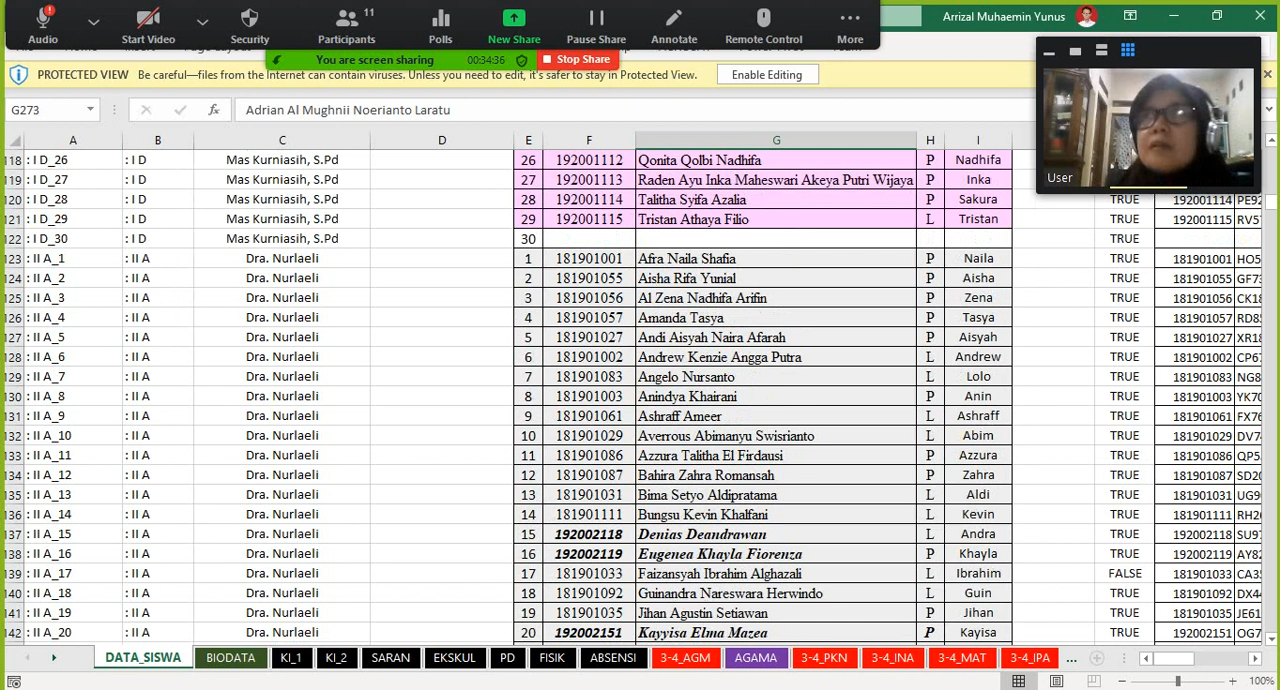 11
Arrizal Muhaemin Yunus
Audio Start Video Security Participants Polls New Share Pause Share Annotate Remote Control More
You are screen sharing 00:34:36 Stop Share
PROTECTED VIEW Be careful—files from the Internet can contain viruses. Unless you need to edit, it's safer to stay in Protected View. Enable Editing
G273 fx Adrian Al Mughnii Noerianto Laratu
User
A B C D E F G H I
118 : I D_26 : I D Mas Kurniasih, S.Pd 26 192001112 Qonita Qolbi Nadhifa P Nadhifa
119 : I D_27 : I D Mas Kurniasih, S.Pd 27 192001113 Raden Ayu Inka Maheswari Akeya Putri Wijaya P Inka
120 : I D_28 : I D Mas Kurniasih, S.Pd 28 192001114 Talitha Syifa Azalia P Sakura TRUE 192001114 PE92
121 : I D_29 : I D Mas Kurniasih, S.Pd 29 192001115 Tristan Athaya Filio L Tristan TRUE 192001115 RV57
122 : I D_30 : I D Mas Kurniasih, S.Pd 30 TRUE
123 : II A_1 : II A Dra. Nurlaeli 1 181901001 Afra Naila Shafia P Naila TRUE 181901001 HO5
124 : II A_2 : II A Dra. Nurlaeli 2 181901055 Aisha Rifa Yunial P Aisha TRUE 181901055 GF73
125 : II A_3 : II A Dra. Nurlaeli 3 181901056 Al Zena Nadhifa Arifin P Zena TRUE 181901056 CK18
126 : II A_4 : II A Dra. Nurlaeli 4 181901057 Amanda Tasya P Tasya TRUE 181901057 RD85
127 : II A_5 : II A Dra. Nurlaeli 5 181901027 Andi Aisyah Naira Afarah P Aisyah TRUE 181901027 XR18
128 : II A_6 : II A Dra. Nurlaeli 6 181901002 Andrew Kenzie Angga Putra L Andrew TRUE 181901002 CP67
129 : II A_7 : II A Dra. Nurlaeli 7 181901083 Angelo Nursanto L Lolo TRUE 181901083 NG8
130 : II A_8 : II A Dra. Nurlaeli 8 181901003 Anindya Khairani P Anin TRUE 181901003 YK70
131 : II A_9 : II A Dra. Nurlaeli 9 181901061 Ashraff Ameer L Ashraff TRUE 181901061 FX76
132 : II A_10 : II A Dra. Nurlaeli 10 181901029 Averrous Abimanyu Swisrianto L Abim TRUE 181901029 DV74
133 : II A_11 : II A Dra. Nurlaeli 11 181901086 Azzura Talitha El Firdausi P Azzura TRUE 181901086 QP5
134 : II A_12 : II A Dra. Nurlaeli 12 181901087 Bahira Zahra Romansah P Zahra TRUE 181901087 SD20
135 : II A_13 : II A Dra. Nurlaeli 13 181901031 Bima Setyo Aldipratama L Aldi TRUE 181901031 UG9
136 : II A_14 : II A Dra. Nurlaeli 14 181901111 Bungsu Kevin Khalfani L Kevin TRUE 181901111 RH26
137 : II A_15 : II A Dra. Nurlaeli 15 192002118 Denias Deandrawan L Andra TRUE 192002118 SU97
138 : II A_16 : II A Dra. Nurlaeli 16 192002119 Eugenea Khayla Fiorenza P Khayla TRUE 192002119 AY82
139 : II A_17 : II A Dra. Nurlaeli 17 181901033 Faizansyah Ibrahim Alghazali L Ibrahim FALSE 181901033 CA35
140 : II A_18 : II A Dra. Nurlaeli 18 181901092 Guinandra Nareswara Herwindo L Guin TRUE 181901092 DX44
141 : II A_19 : II A Dra. Nurlaeli 19 181901035 Jihan Agustin Setiawan P Jihan TRUE 181901035 JE61
142 : II A_20 : II A Dra. Nurlaeli 20 192002151 Kayyisa Elma Mazea P Kayisa TRUE 192002151 OG7
DATA_SISWA BIODATA KI_1 KI_2 SARAN EKSKUL PD FISIK ABSENSI 3-4_AGM AGAMA 3-4_PKN 3-4_INA 3-4_MAT 3-4_IPA ...
100%